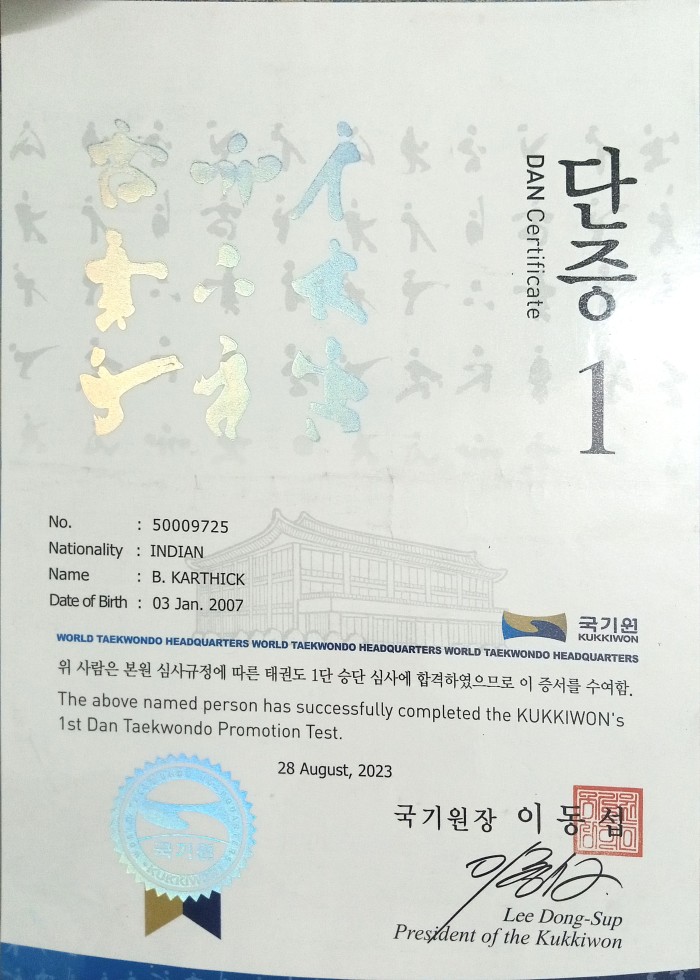 단증
DAN Certificate
1
No. : 50009725
Nationality : INDIAN
Name : B. KARTHICK
Date of Birth : 03 Jan. 2007
국기원
KUKKIWON
WORLD TAEKWONDO HEADQUARTERS WORLD TAEKWONDO HEADQUARTERS WORLD TAEKWONDO HEADQUARTERS
위 사람은 본원 심사규정에 따른 태권도 1단 승단 심사에 합격하였으므로 이 증서를 수여함.
The above named person has successfully completed the KUKKIWON's
1st Dan Taekwondo Promotion Test.
28 August, 2023
국기원장 이동섭
국기원
KUKKIWON
Lee Dong-Sup
President of the Kukkiwon